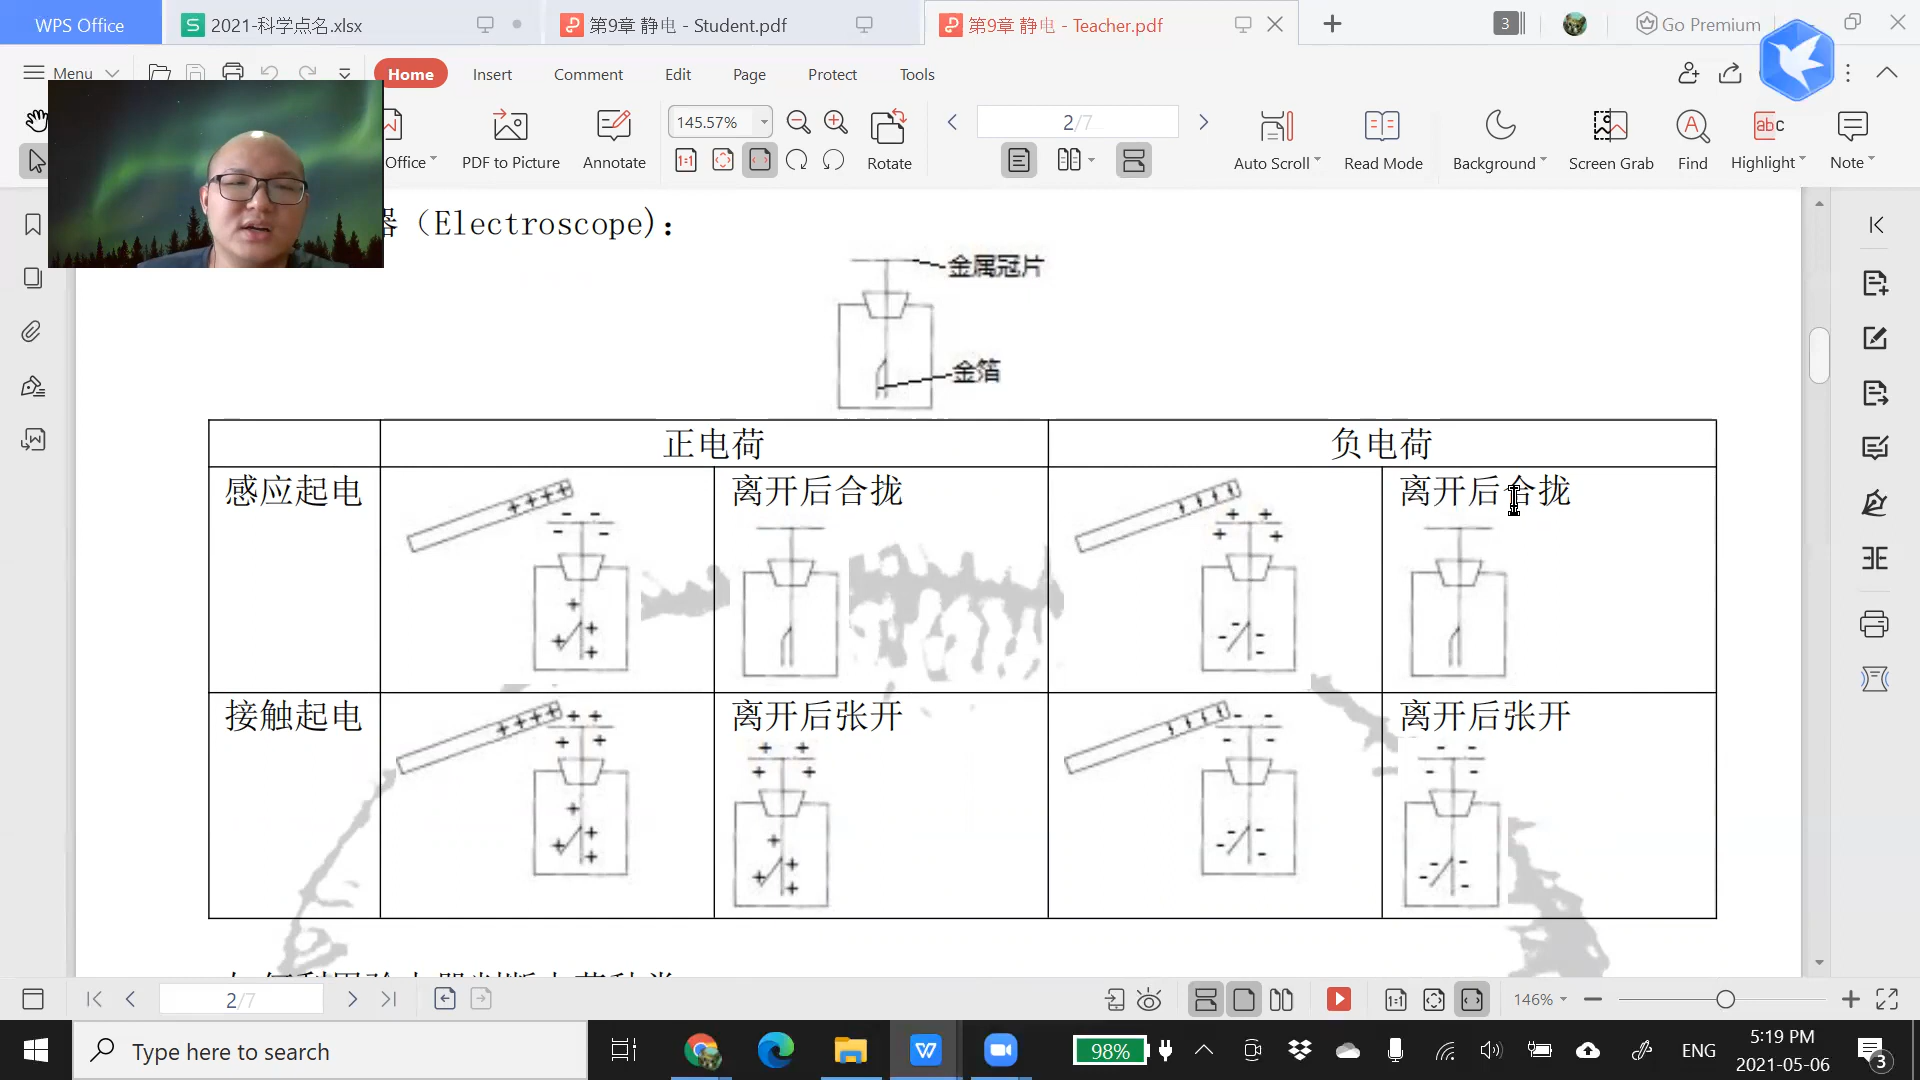 WPS Office
2021-科学点名.xlsx
第9章 静电 - Student.pdf
第9章 静电 - Teacher.pdf
3
Go Premium
Menu
Home
Insert
Comment
Edit
Page
Protect
Tools
Office
PDF to Picture
Annotate
145.57%
Rotate
2/7
Auto Scroll
Read Mode
Background
Screen Grab
Find
Highlight
Note
器（Electroscope）：
金属冠片
金箔
正电荷
负电荷
感应起电
离开后合拢
离开后合拢
接触起电
离开后张开
离开后张开
2/7
146%
Type here to search
98%
ENG
5:19 PM
2021-05-06
3